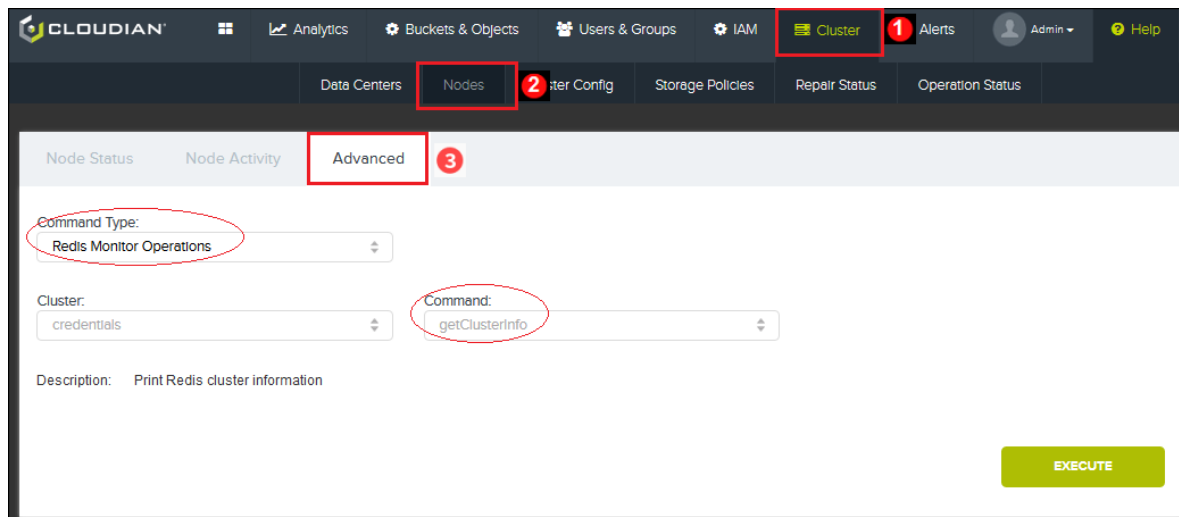 CLOUDIAN Analytics Buckets & Objects Users & Groups IAM Cluster 1 Alerts Admin Help
Data Centers Nodes 2 ster Config Storage Policies Repair Status Operation Status
Node Status Node Activity Advanced 3
Command Type:
Redis Monitor Operations
Cluster: Command:
credentials getClusterInfo
Description: Print Redis cluster information
EXECUTE